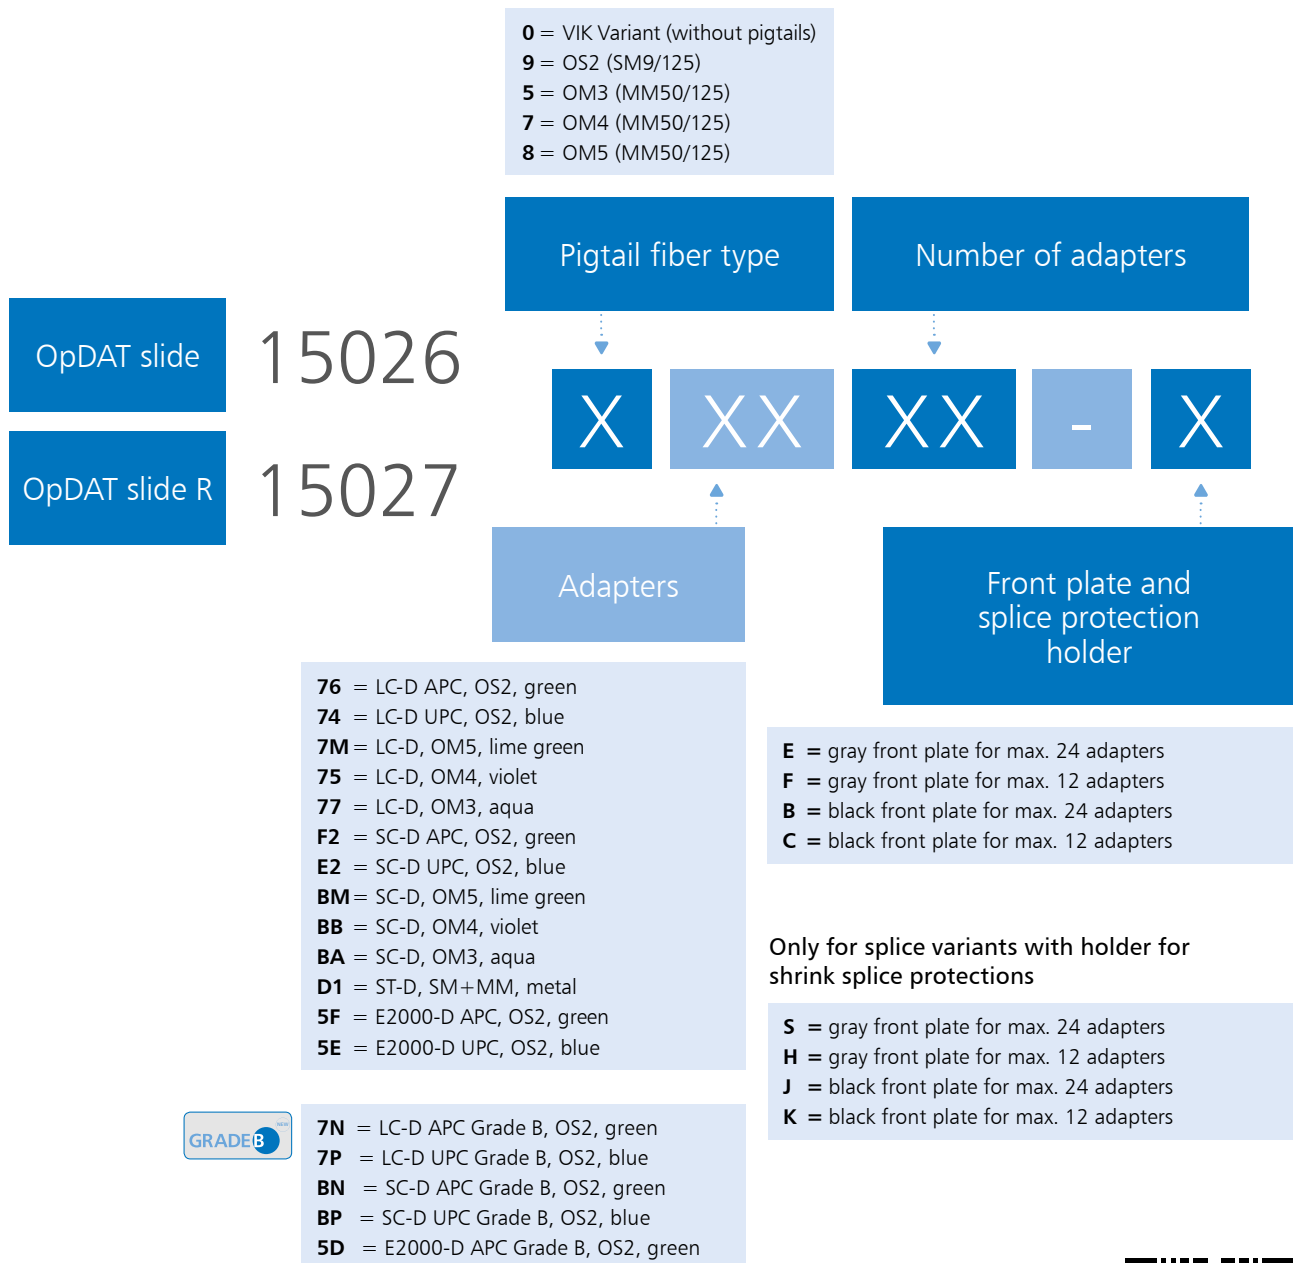 0 = VIK Variant (without pigtails)
9 = OS2 (SM9/125)
5 = OM3 (MM50/125)
7 = OM4 (MM50/125)
8 = OM5 (MM50/125)
Pigtail fiber type
Number of adapters
OpDAT slide
15026
OpDAT slide R
15027
X XX XX - X
Adapters
Front plate and
splice protection
holder
76 = LC-D APC, OS2, green
74 = LC-D UPC, OS2, blue
7M = LC-D, OM5, lime green
75 = LC-D, OM4, violet
77 = LC-D, OM3, aqua
F2 = SC-D APC, OS2, green
E2 = SC-D UPC, OS2, blue
BM = SC-D, OM5, lime green
BB = SC-D, OM4, violet
BA = SC-D, OM3, aqua
D1 = ST-D, SM+MM, metal
5F = E2000-D APC, OS2, green
5E = E2000-D UPC, OS2, blue
E = gray front plate for max. 24 adapters
F = gray front plate for max. 12 adapters
B = black front plate for max. 24 adapters
C = black front plate for max. 12 adapters
Only for splice variants with holder for
shrink splice protections
S = gray front plate for max. 24 adapters
H = gray front plate for max. 12 adapters
J = black front plate for max. 24 adapters
K = black front plate for max. 12 adapters
GRADE B
NEW
7N = LC-D APC Grade B, OS2, green
7P = LC-D UPC Grade B, OS2, blue
BN = SC-D APC Grade B, OS2, green
BP = SC-D UPC Grade B, OS2, blue
5D = E2000-D APC Grade B, OS2, green